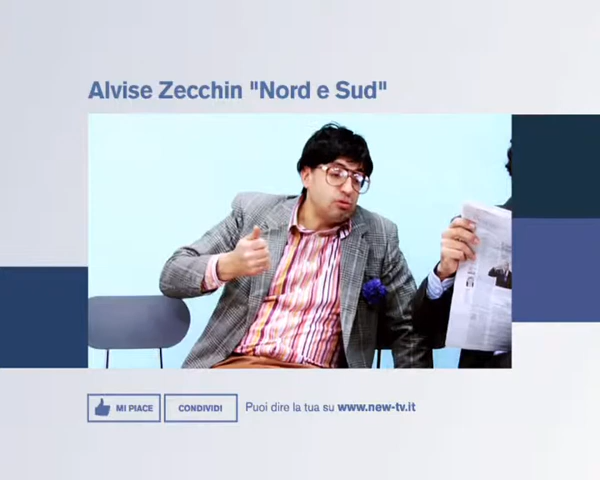 Alvise Zecchin "Nord e Sud"
MI PIACE
CONDIVIDI
Puoi dire la tua su www.new-tv.it